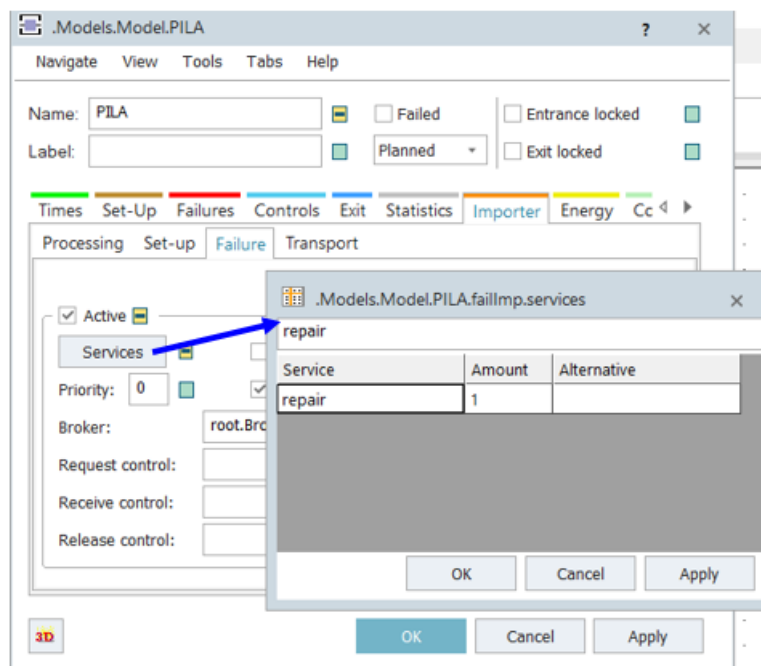 .Models.Model.PILA ? ×
Navigate View Tools Tabs Help
Name: PILA Failed Entrance locked
Label: Planned Exit locked
Times Set-Up Failures Controls Exit Statistics Importer Energy Cc
Processing Set-up Failure Transport
.Models.Model.PILA.failImp.services ×
Active
repair
Services
Service Amount Alternative
Priority: 0
repair 1
Broker: root.Brc
Request control:
Receive control:
Release control:
OK Cancel Apply
3D OK Cancel Apply